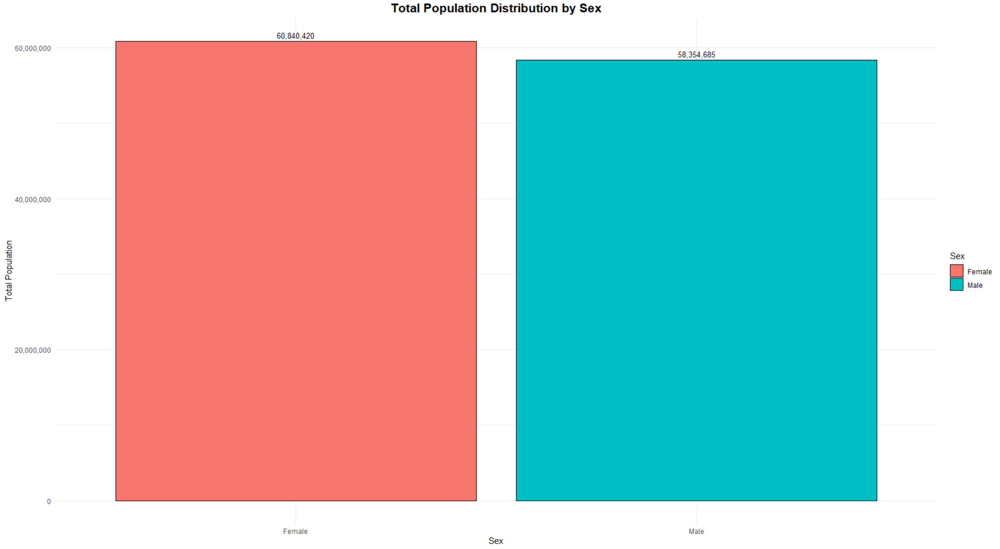 Total Population Distribution by Sex
60,840,420
58,354,685
60,000,000
40,000,000
20,000,000
0
Total Population
Female
Male
Sex
Sex
Female
Male